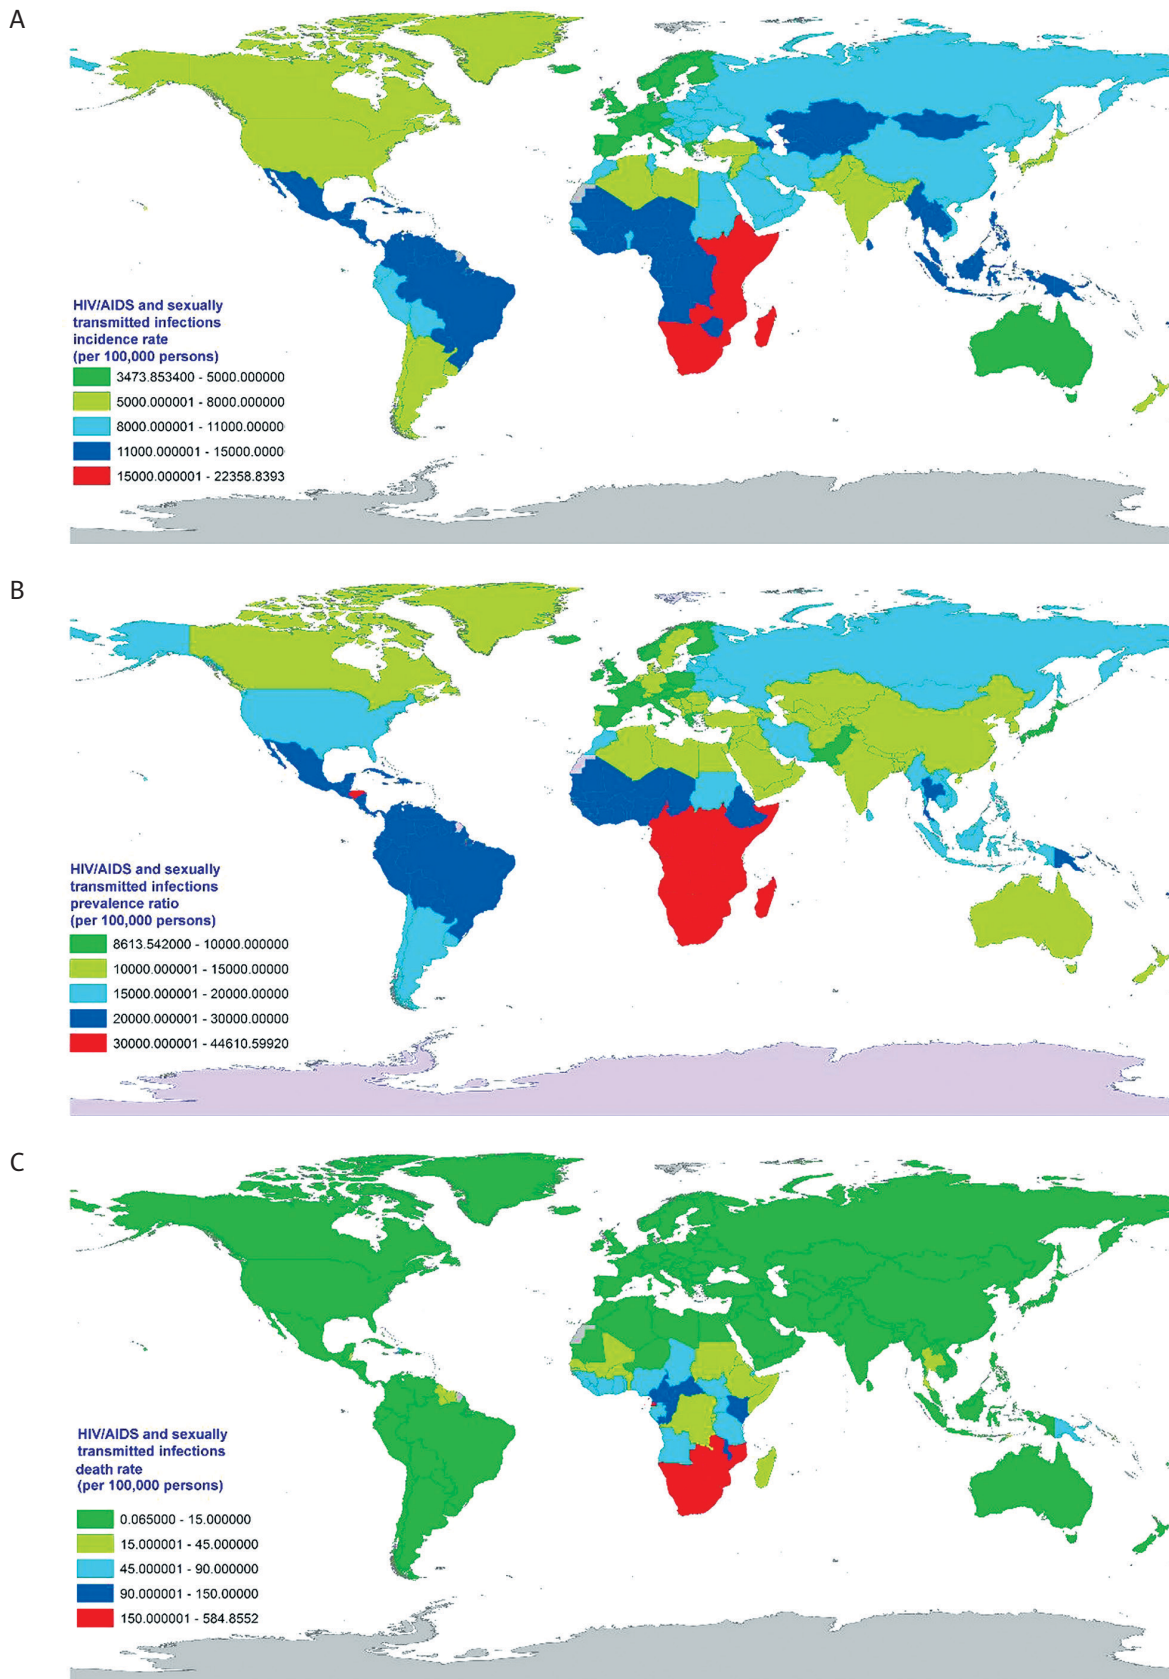 A
HIV/AIDS and sexually
transmitted infections
incidence rate
(per 100,000 persons)
3473.853400 - 5000.000000
5000.000001 - 8000.000000
8000.000001 - 11000.00000
11000.000001 - 15000.0000
15000.000001 - 22358.8393
B
HIV/AIDS and sexually
transmitted infections
prevalence ratio
(per 100,000 persons)
8613.542000 - 10000.000000
10000.000001 - 15000.00000
15000.000001 - 20000.00000
20000.000001 - 30000.00000
30000.000001 - 44610.59920
C
HIV/AIDS and sexually
transmitted infections
death rate
(per 100,000 persons)
0.065000 - 15.000000
15.000001 - 45.000000
45.000001 - 90.000000
90.000001 - 150.00000
150.000001 - 584.8552